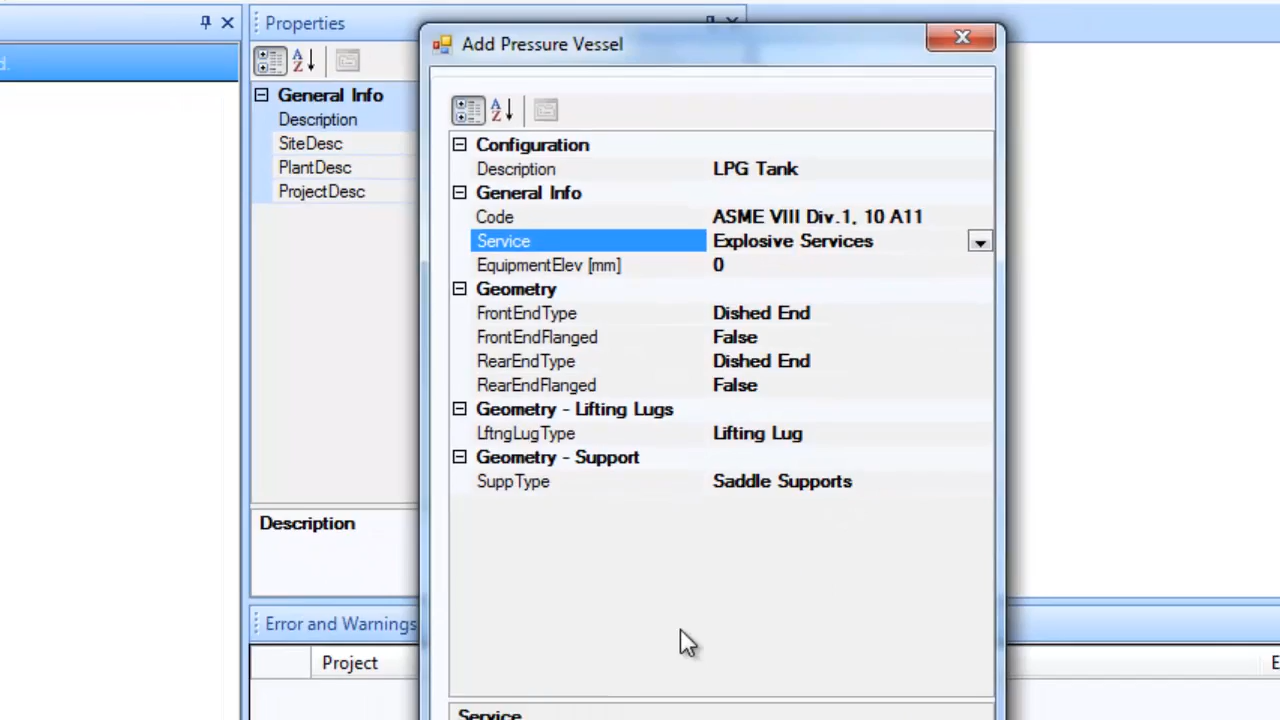 Properties
d.
General Info
Description
SiteDesc
PlantDesc
ProjectDesc
Description
Error and Warnings
Project
E
Add Pressure Vessel
Configuration
Description LPG Tank
General Info
Code ASME VIII Div.1, 10 A11
Service Explosive Services
EquipmentElev [mm] 0
Geometry
FrontEndType Dished End
FrontEndFlanged False
RearEndType Dished End
RearEndFlanged False
Geometry - Lifting Lugs
LftngLugType Lifting Lug
Geometry - Support
SuppType Saddle Supports
Service